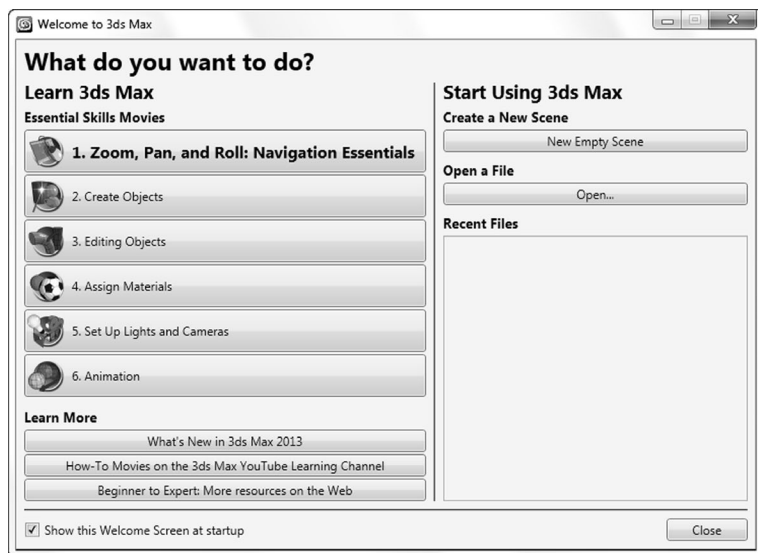 Welcome to 3ds Max
What do you want to do?
Learn 3ds Max
Essential Skills Movies
1. Zoom, Pan, and Roll: Navigation Essentials
2. Create Objects
3. Editing Objects
4. Assign Materials
5. Set Up Lights and Cameras
6. Animation
Learn More
What's New in 3ds Max 2013
How-To Movies on the 3ds Max YouTube Learning Channel
Beginner to Expert: More resources on the Web
Start Using 3ds Max
Create a New Scene
New Empty Scene
Open a File
Open...
Recent Files
Show this Welcome Screen at startup
Close